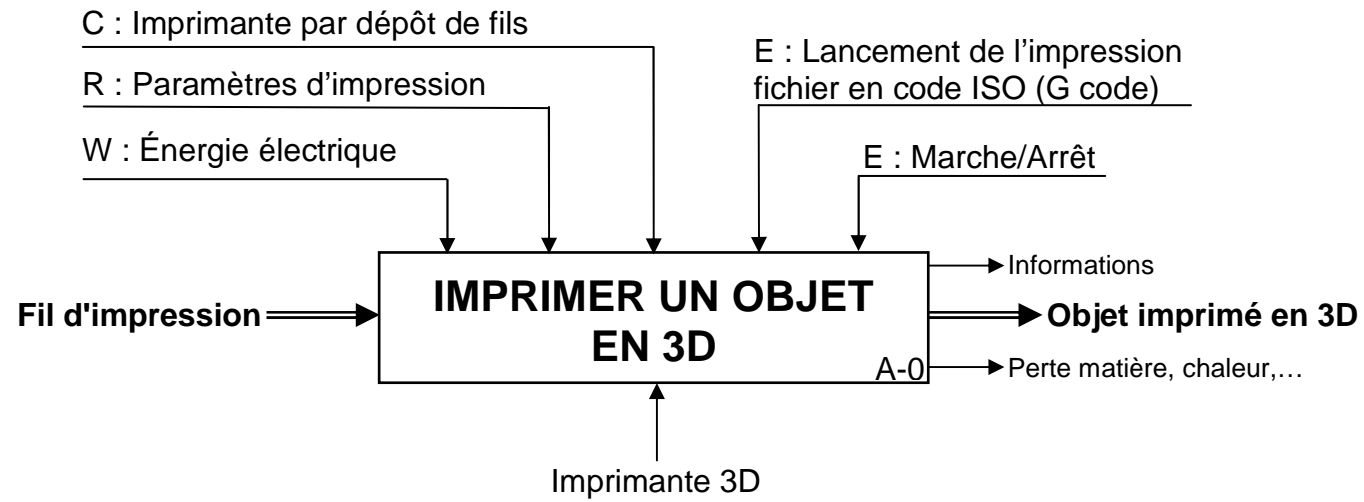 C : Imprimante par dépôt de fils
R : Paramètres d’impression
W : Énergie électrique
E : Lancement de l’impression
fichier en code ISO (G code)
E : Marche/Arrêt
Fil d'impression
IMPRIMER UN OBJET
EN 3D
A-0
Informations
Objet imprimé en 3D
Perte matière, chaleur,…
Imprimante 3D